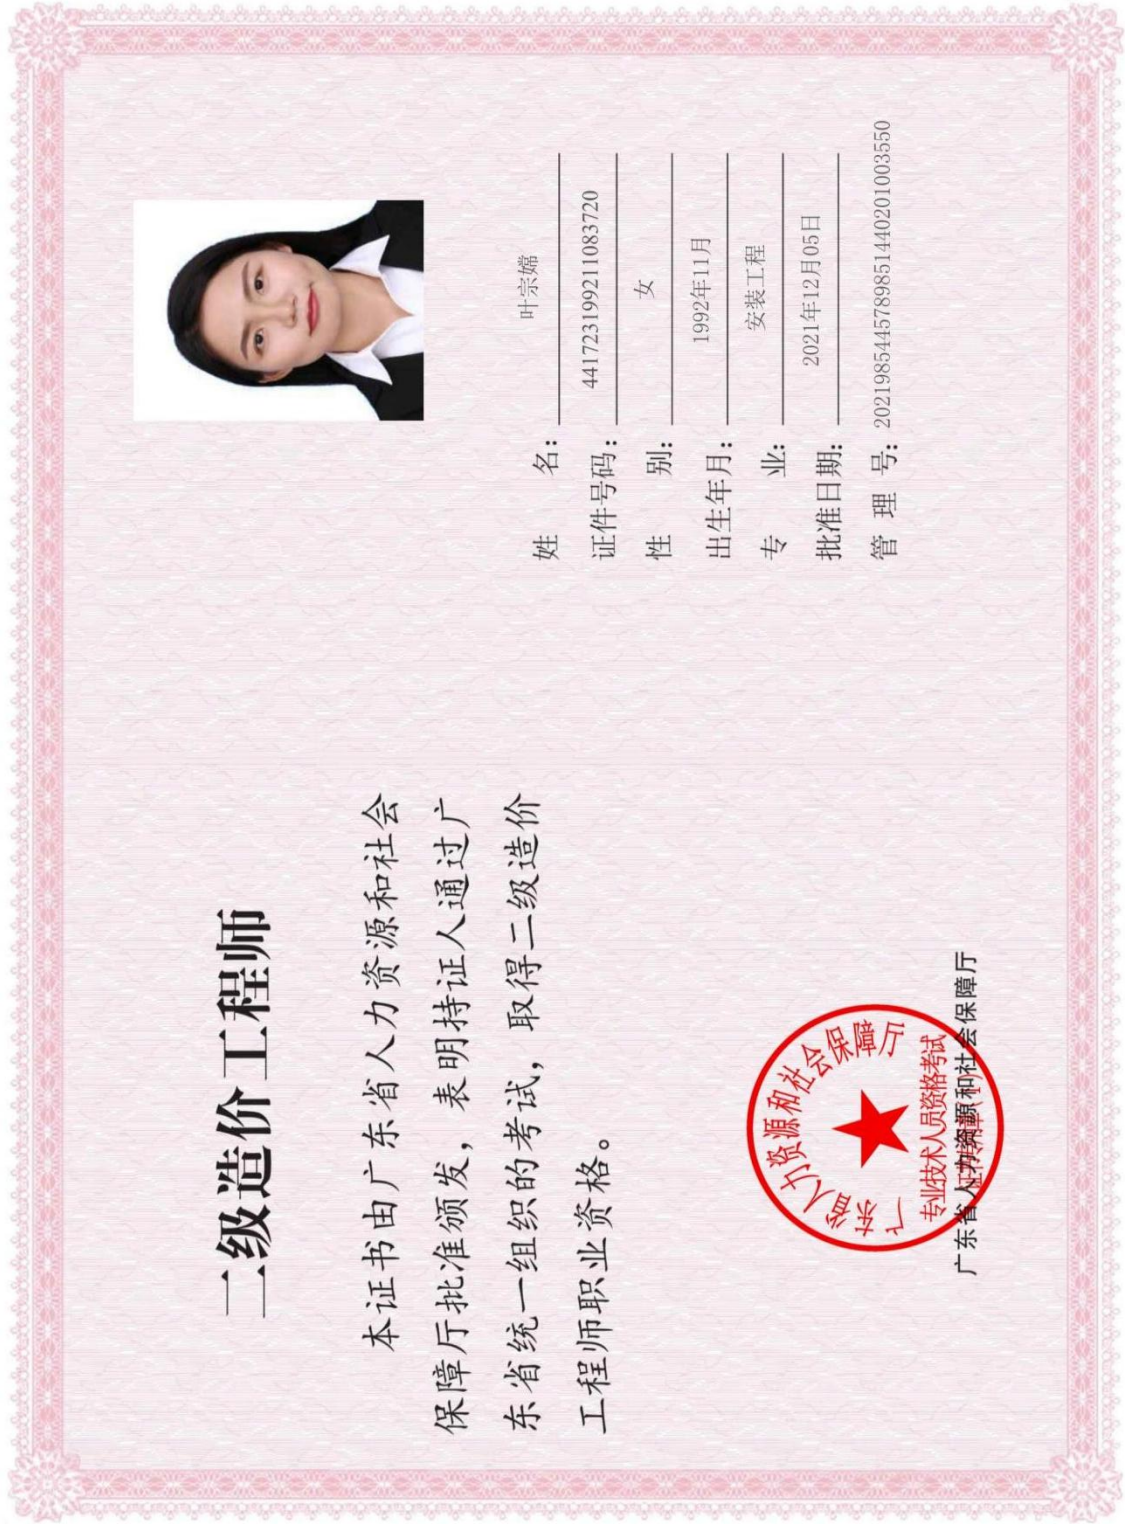 二级造价工程师
本证书由广东省人力资源和社会
保障厅批准颁发，表明持证人通过广
东省统一组织的考试，取得二级造价
工程师职业资格。
广东省人力资源和社会保障厅
专业技术人员资格考试
广东省人力资源和社会保障厅
姓 名： 叶宗嫦
证件号码： 441723199211083720
性 别： 女
出生年月： 1992年11月
专 业： 安装工程
批准日期： 2021年12月05日
管 理 号： 20219854457898514402010035​50